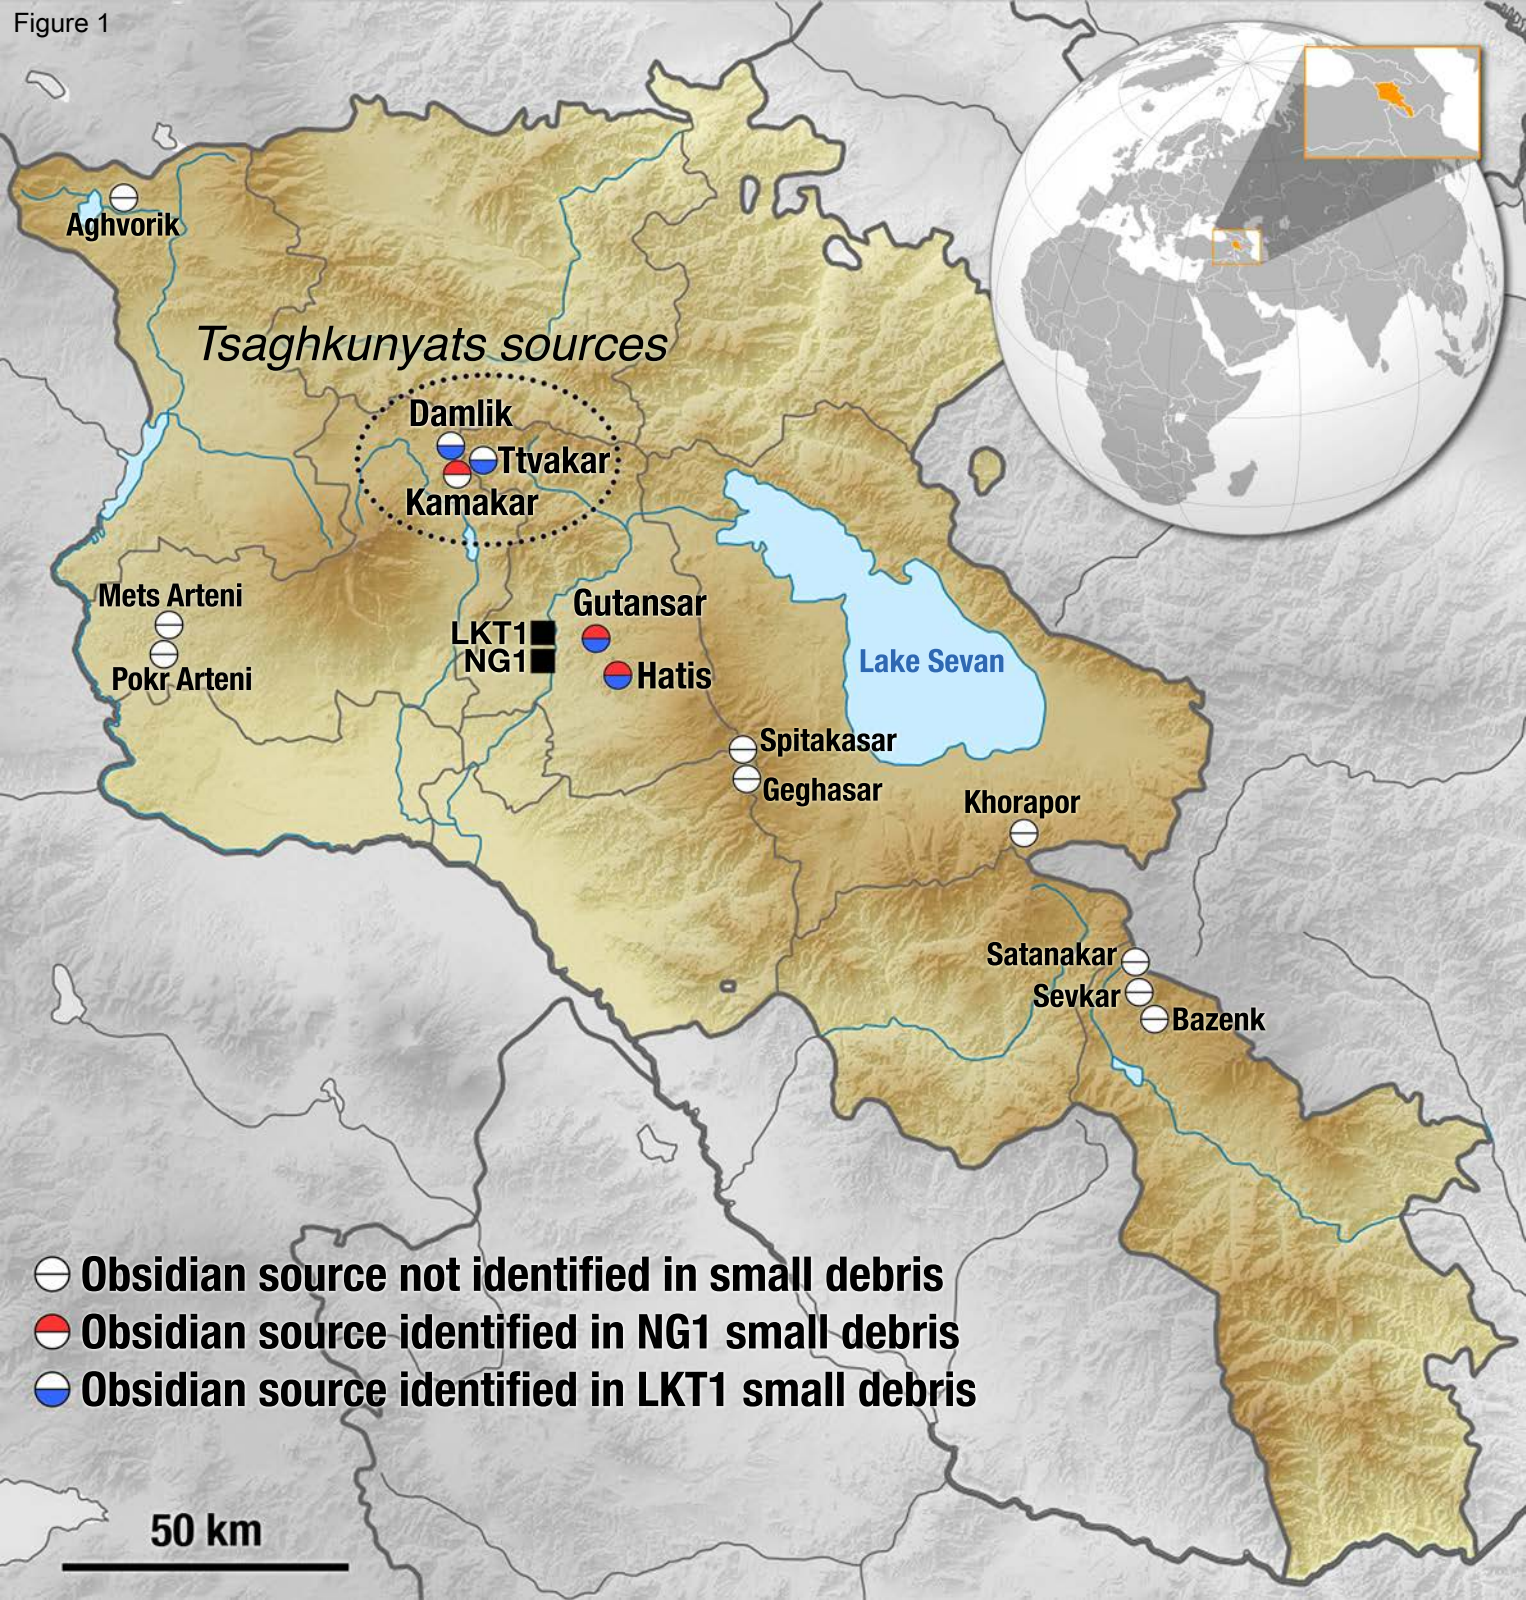 Figure 1
Aghvorik
Tsaghkunyats sources
Damlik
Ttvakar
Kamakar
Mets Arteni
Pokr Arteni
Gutansar
LKT1
NG1
Hatis
Lake Sevan
Spitakasar
Geghasar
Khorapor
Satanakar
Sevkar
Bazenk
Obsidian source not identified in small debris
Obsidian source identified in NG1 small debris
Obsidian source identified in LKT1 small debris
50 km